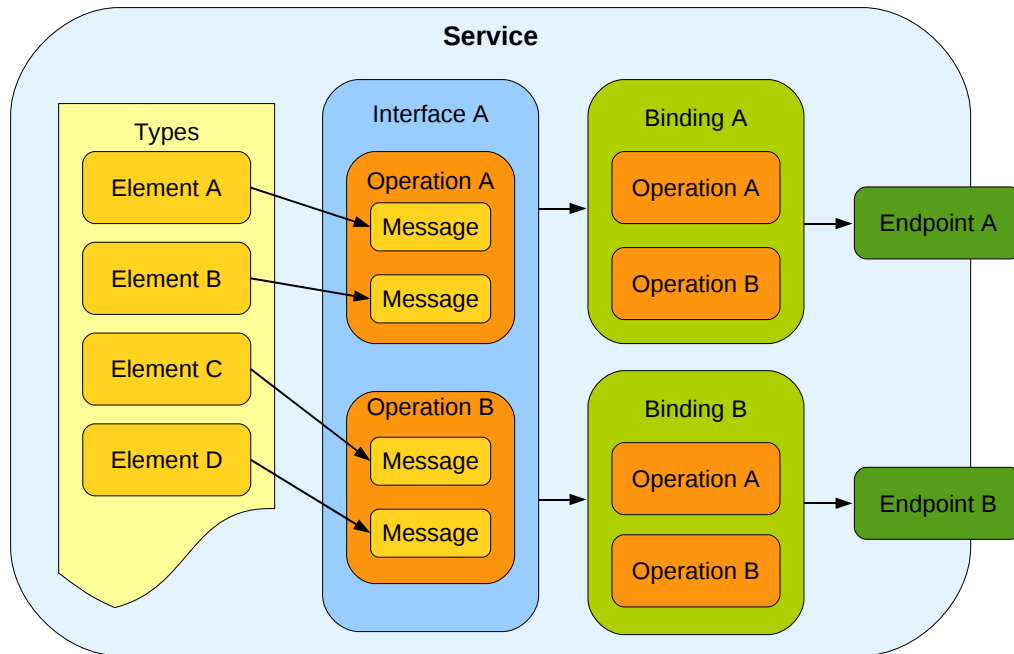 Service
Types
Element A
Element B
Element C
Element D
Interface A
Operation A
Message
Message
Operation B
Message
Message
Binding A
Operation A
Operation B
Binding B
Operation A
Operation B
Endpoint A
Endpoint B